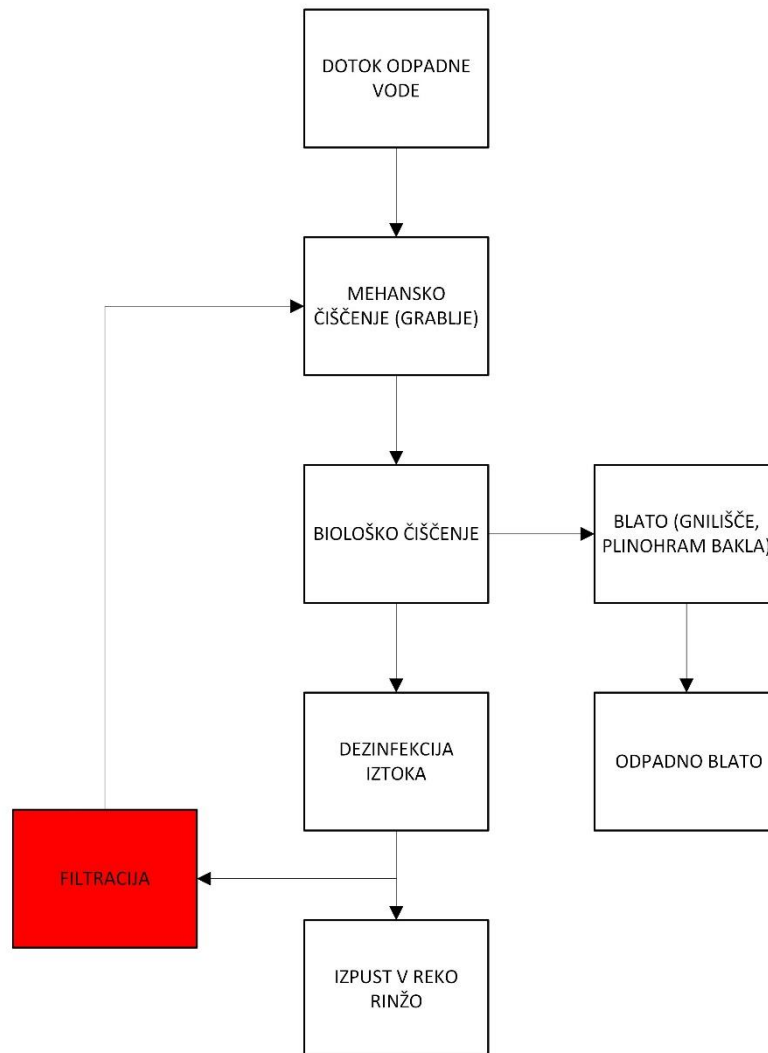 DOTOK ODPADNE
VODE
MEHANSKO
ČIŠČENJE (GRABLJE)
BIOLOŠKO ČIŠČENJE
BLATO (GNILIŠČE,
PLINOHRAM BAKLA)
DEZINFEKCIJA
IZTOKA
ODPADNO BLATO
FILTRACIJA
IZPUST V REKO
RINŽO